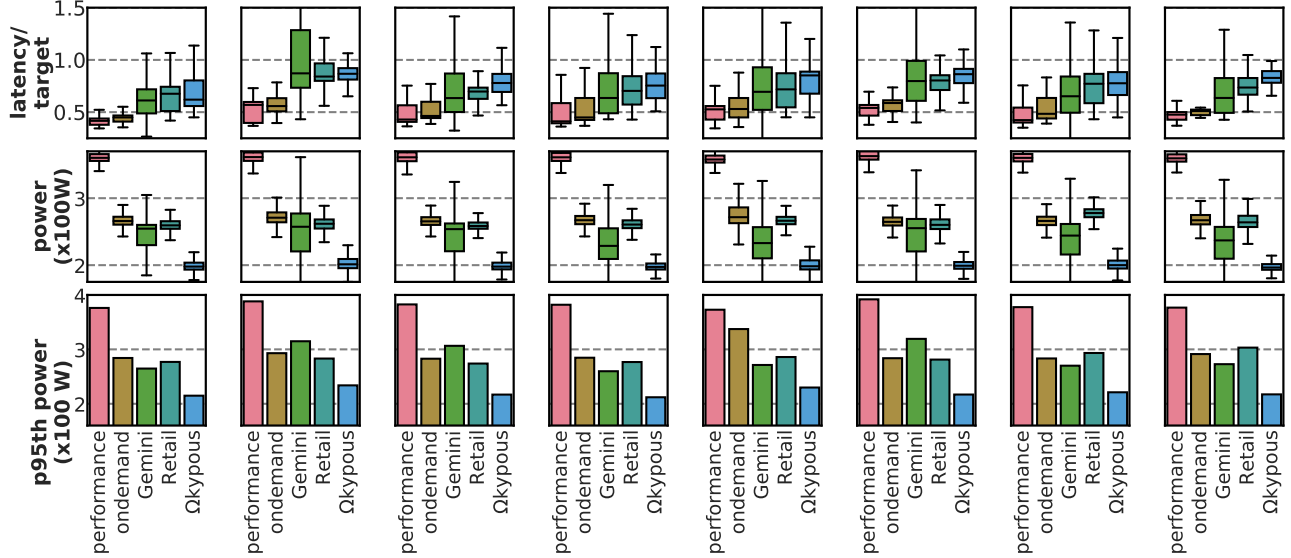 latency/
target
1.5
1.0
0.5
power
(x100W)
3
2
p95th power
(x100 W)
4
3
2
performance
ondemand
Gemini
Retail
Ωkypous
performance
ondemand
Gemini
Retail
Ωkypous
performance
ondemand
Gemini
Retail
Ωkypous
performance
ondemand
Gemini
Retail
Ωkypous
performance
ondemand
Gemini
Retail
Ωkypous
performance
ondemand
Gemini
Retail
Ωkypous
performance
ondemand
Gemini
Retail
Ωkypous
performance
ondemand
Gemini
Retail
Ωkypous